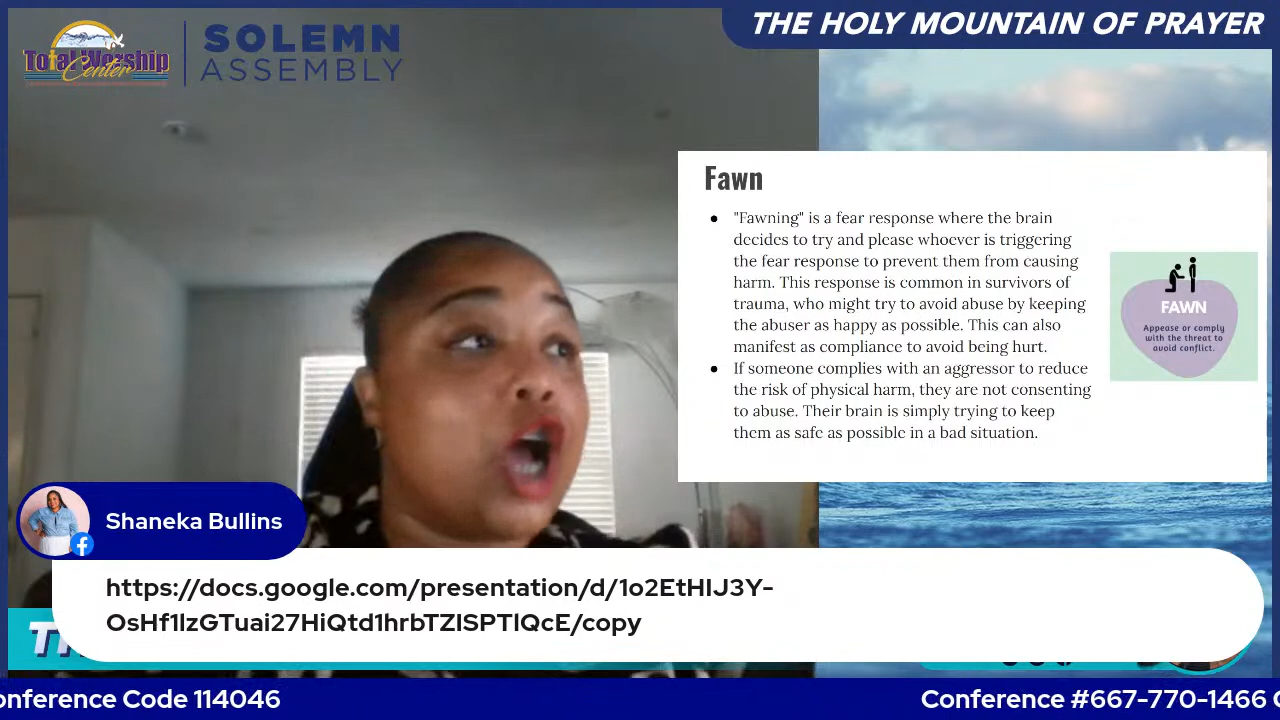 Total Worship
Center
SOLEMN
ASSEMBLY
THE HOLY MOUNTAIN OF PRAYER
Fawn
• "Fawning" is a fear response where the brain
decides to try and please whoever is triggering
the fear response to prevent them from causing
harm. This response is common in survivors of
trauma, who might try to avoid abuse by keeping
the abuser as happy as possible. This can also
manifest as compliance to avoid being hurt.
• If someone complies with an aggressor to reduce
the risk of physical harm, they are not consenting
to abuse. Their brain is simply trying to keep
them as safe as possible in a bad situation.
FAWN
Appease or comply
with the threat to
avoid conflict.
Shaneka Bullins
https://docs.google.com/presentation/d/1o2EtHIJ3Y-
OsHf1lzGTuai27HiQtd1hrbTZISPTlQcE/copy
onference Code 114046
Conference #667-770-1466